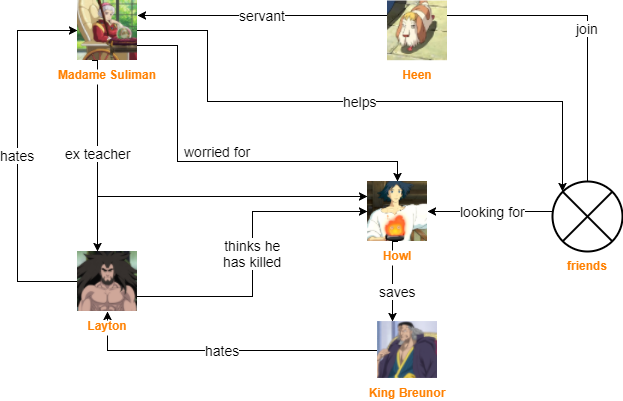 servant
join
Madame Suliman
Heen
helps
hates
ex teacher
worried for
looking for
thinks he
has killed
Howl
friends
saves
Layton
hates
King Breunor